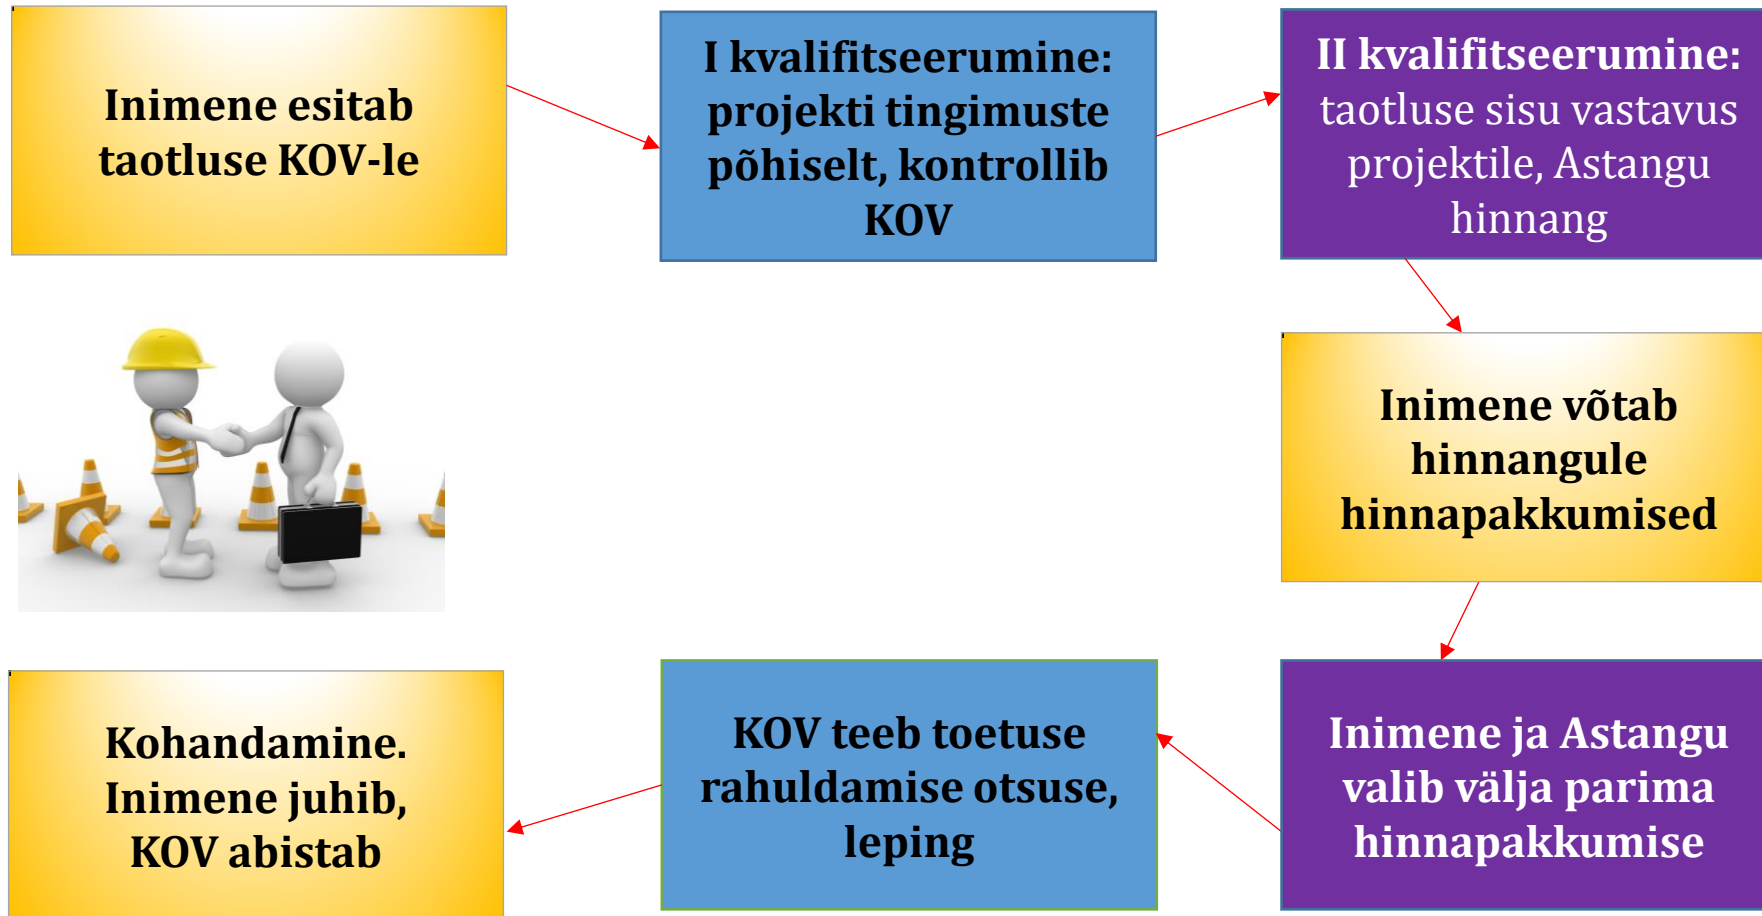 Inimene esitab
taotluse KOV-le
I kvalifitseerumine:
projekti tingimuste
põhiselt, kontrollib
KOV
II kvalifitseerumine:
taotluse sisu vastavus
projektile, Astangu
hinnang
Inimene võtab
hinnangule
hinnapakkumised
Inimene ja Astangu
valib välja parima
hinnapakkumise
KOV teeb toetuse
rahuldamise otsuse,
leping
Kohandamine.
Inimene juhib,
KOV abistab